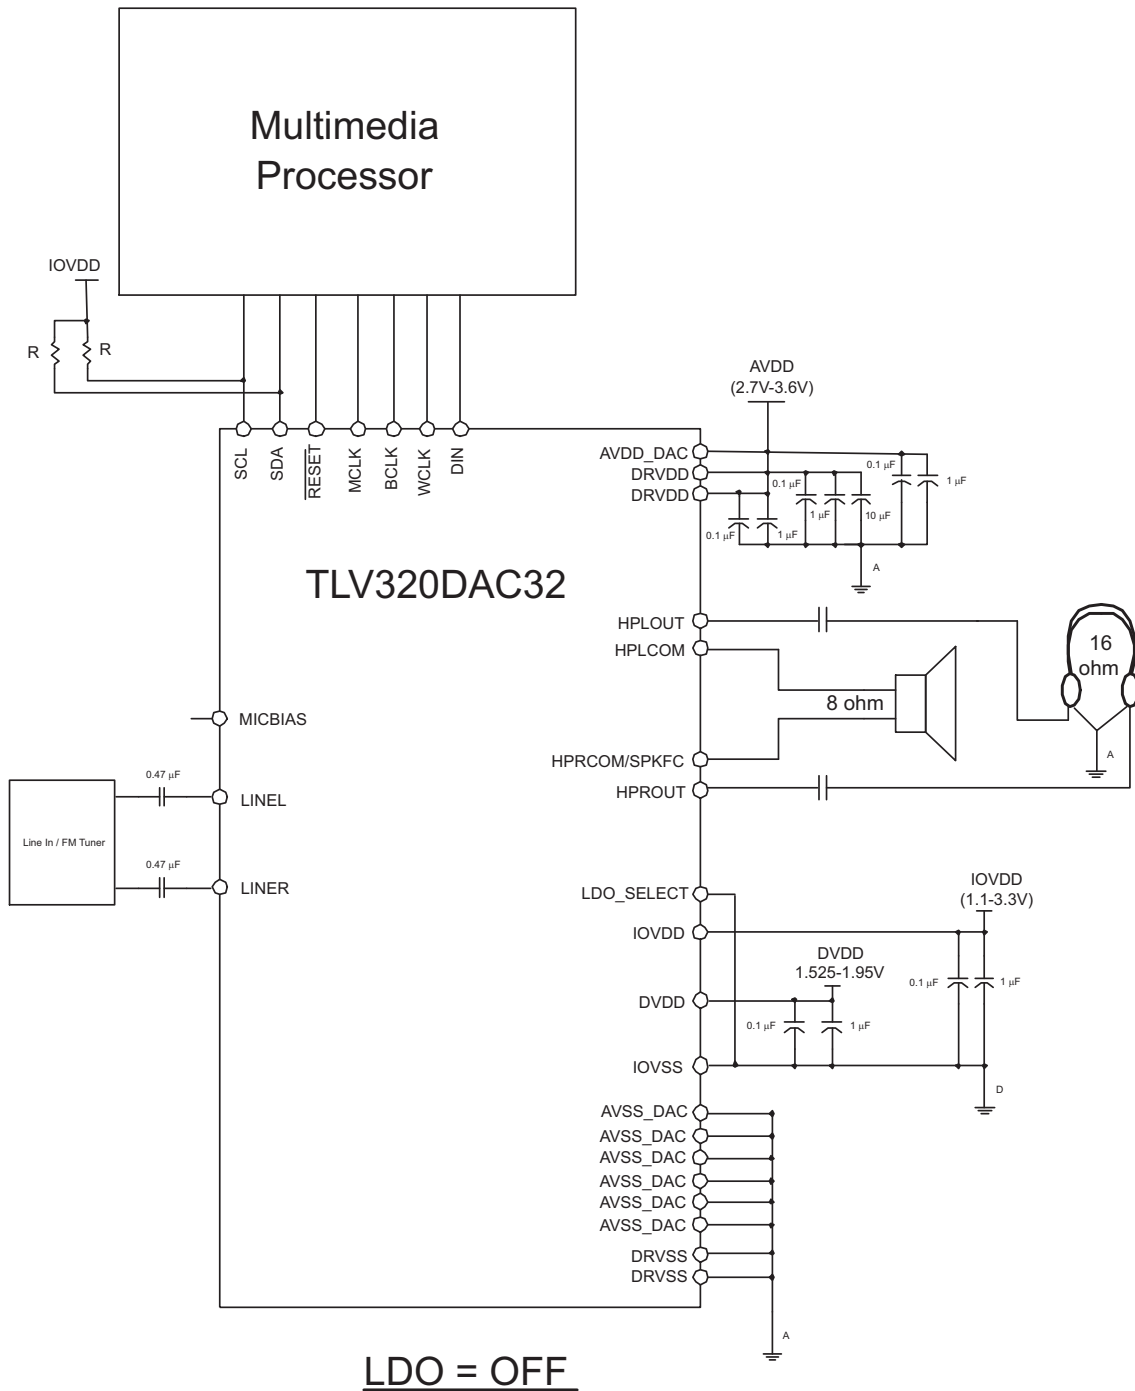 Multimedia
Processor
IOVDD
R
R
SCL
SDA
RESET
MCLK
BCLK
WCLK
DIN
AVDD
(2.7V-3.6V)
AVDD_DAC
DRVDD
DRVDD
0.1 μF
1 μF
0.1 μF
1 μF
10 μF
0.1 μF
1 μF
A
TLV320DAC32
HPLOUT
HPLCOM
16
ohm
8 ohm
MICBIAS
HPRCOM/SPKFC
A
HPROUT
0.47 μF
LINEL
Line In / FM Tuner
0.47 μF
LINER
LDO_SELECT
IOVDD
(1.1-3.3V)
IOVDD
DVDD
1.525-1.95V
0.1 μF
1 μF
DVDD
0.1 μF
1 μF
IOVSS
D
AVSS_DAC
AVSS_DAC
AVSS_DAC
AVSS_DAC
AVSS_DAC
AVSS_DAC
DRVSS
DRVSS
A
LDO = OFF